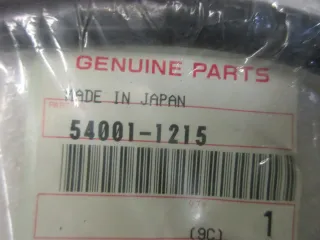 GENUINE PARTS
MADE IN JAPAN
54001-1215
1
(9C)